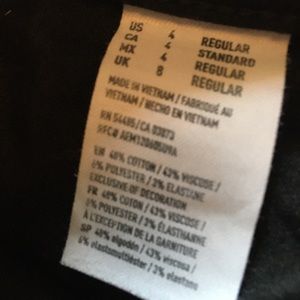 US 4 REGULAR
CA 4 STANDARD
MX 4 REGULAR
UK 8 REGULAR
MADE IN VIETNAM / FABRIQUÉ AU
VIETNAM / HECHO EN VIETNAM
RN 54485/CA 03073
RFC# AEM120605U9A
EN 48% COTTON / 43% VISCOSE /
6% POLYESTER / 3% ELASTANE
EXCLUSIVE OF DECORATION
FR 48% COTON / 43% VISCOSE /
6% POLYESTER / 3% ÉLASTHANNE
À L'EXCEPTION DE LA GARNITURE
SP 48% algodón / 43% viscosa /
6% elastomultiéster / 3% elastano